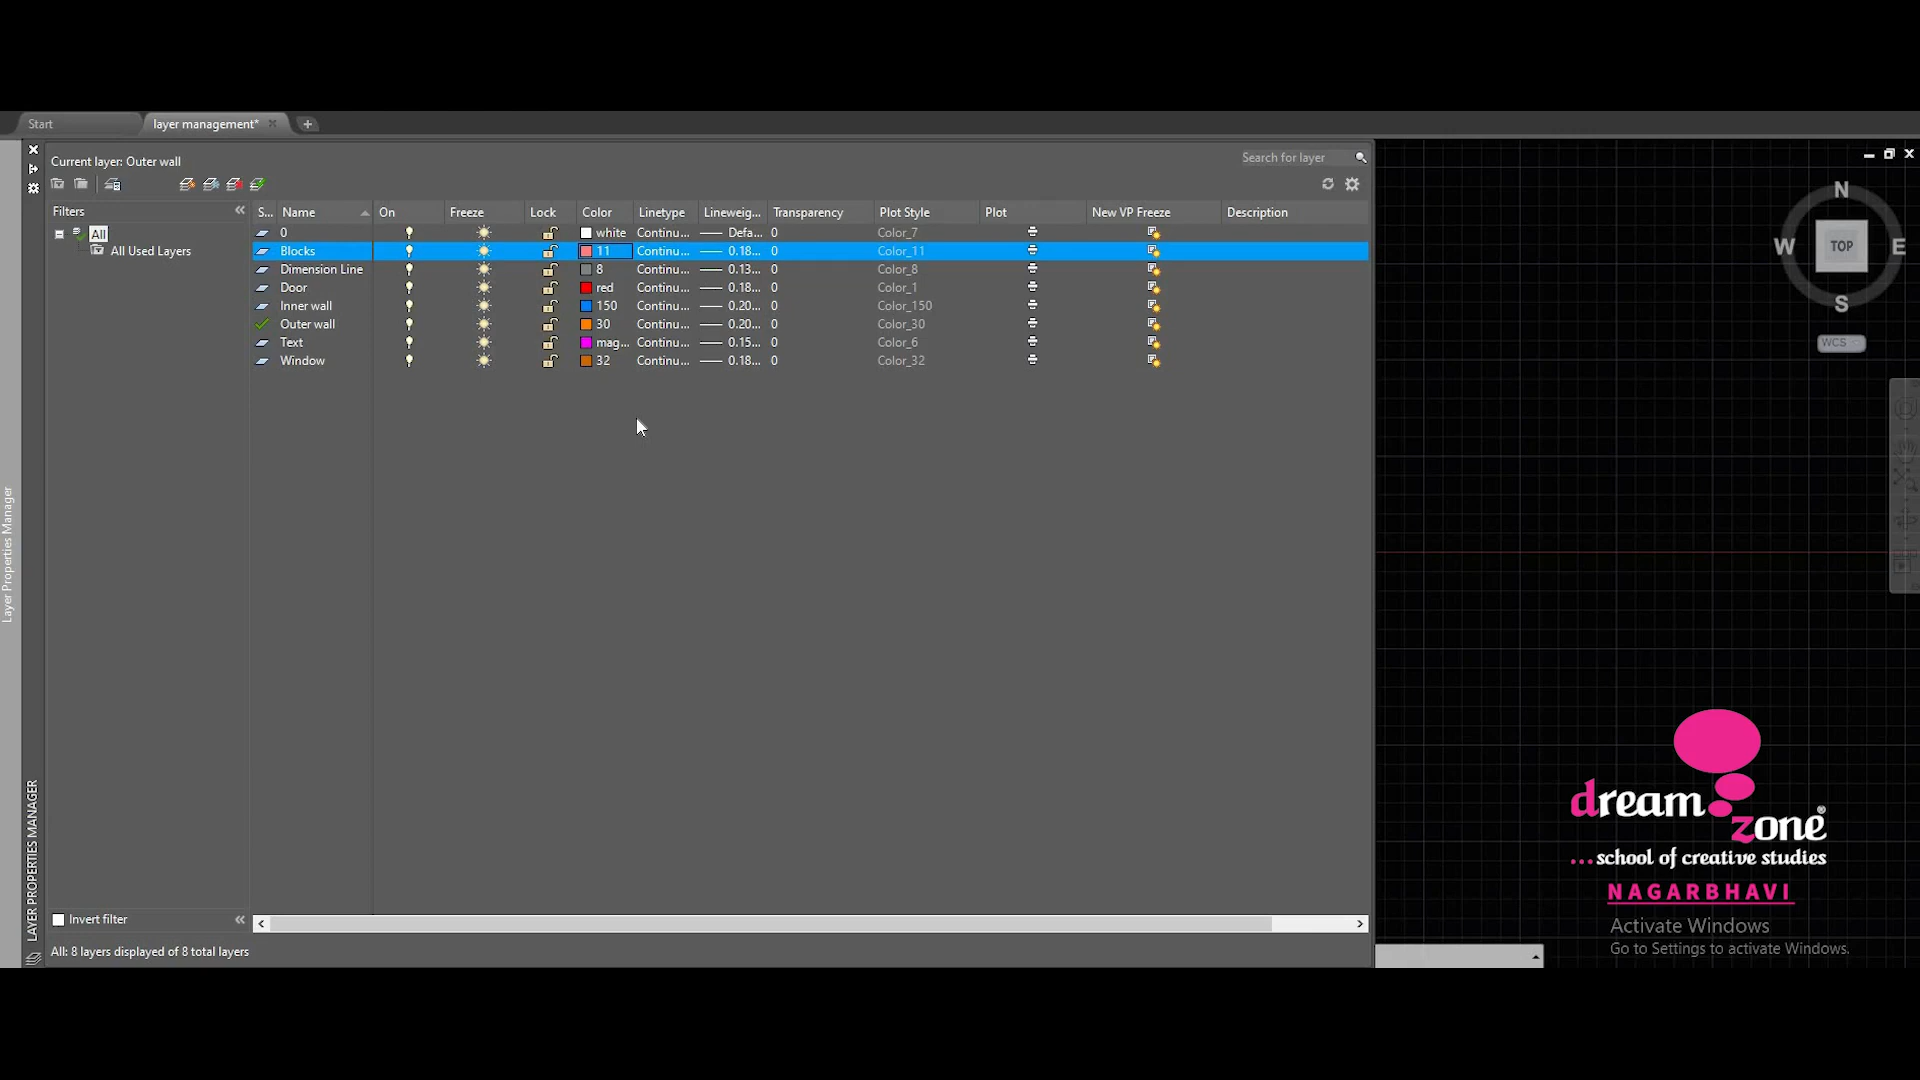 Start
layer management*
Current layer: Outer wall
Search for layer
Filters
S... Name On Freeze Lock Color Linetype Lineweig... Transparency Plot Style Plot New VP Freeze Description
All
All Used Layers
0 white Continu... Defa... 0 Color_7
Blocks 11 Continu... 0.18... 0 Color_11
Dimension Line 8 Continu... 0.13... 0 Color_8
Door red Continu... 0.18... 0 Color_1
Inner wall 150 Continu... 0.20... 0 Color_150
Outer wall 30 Continu... 0.20... 0 Color_30
Text mag... Continu... 0.15... 0 Color_6
Window 32 Continu... 0.18... 0 Color_32
Invert filter
All: 8 layers displayed of 8 total layers
Layer Properties Manager
LAYER PROPERTIES MANAGER
N
W TOP E
S
WCS
dream
zone®
...school of creative studies
NAGARBHAVI
Activate Windows
Go to Settings to activate Windows.